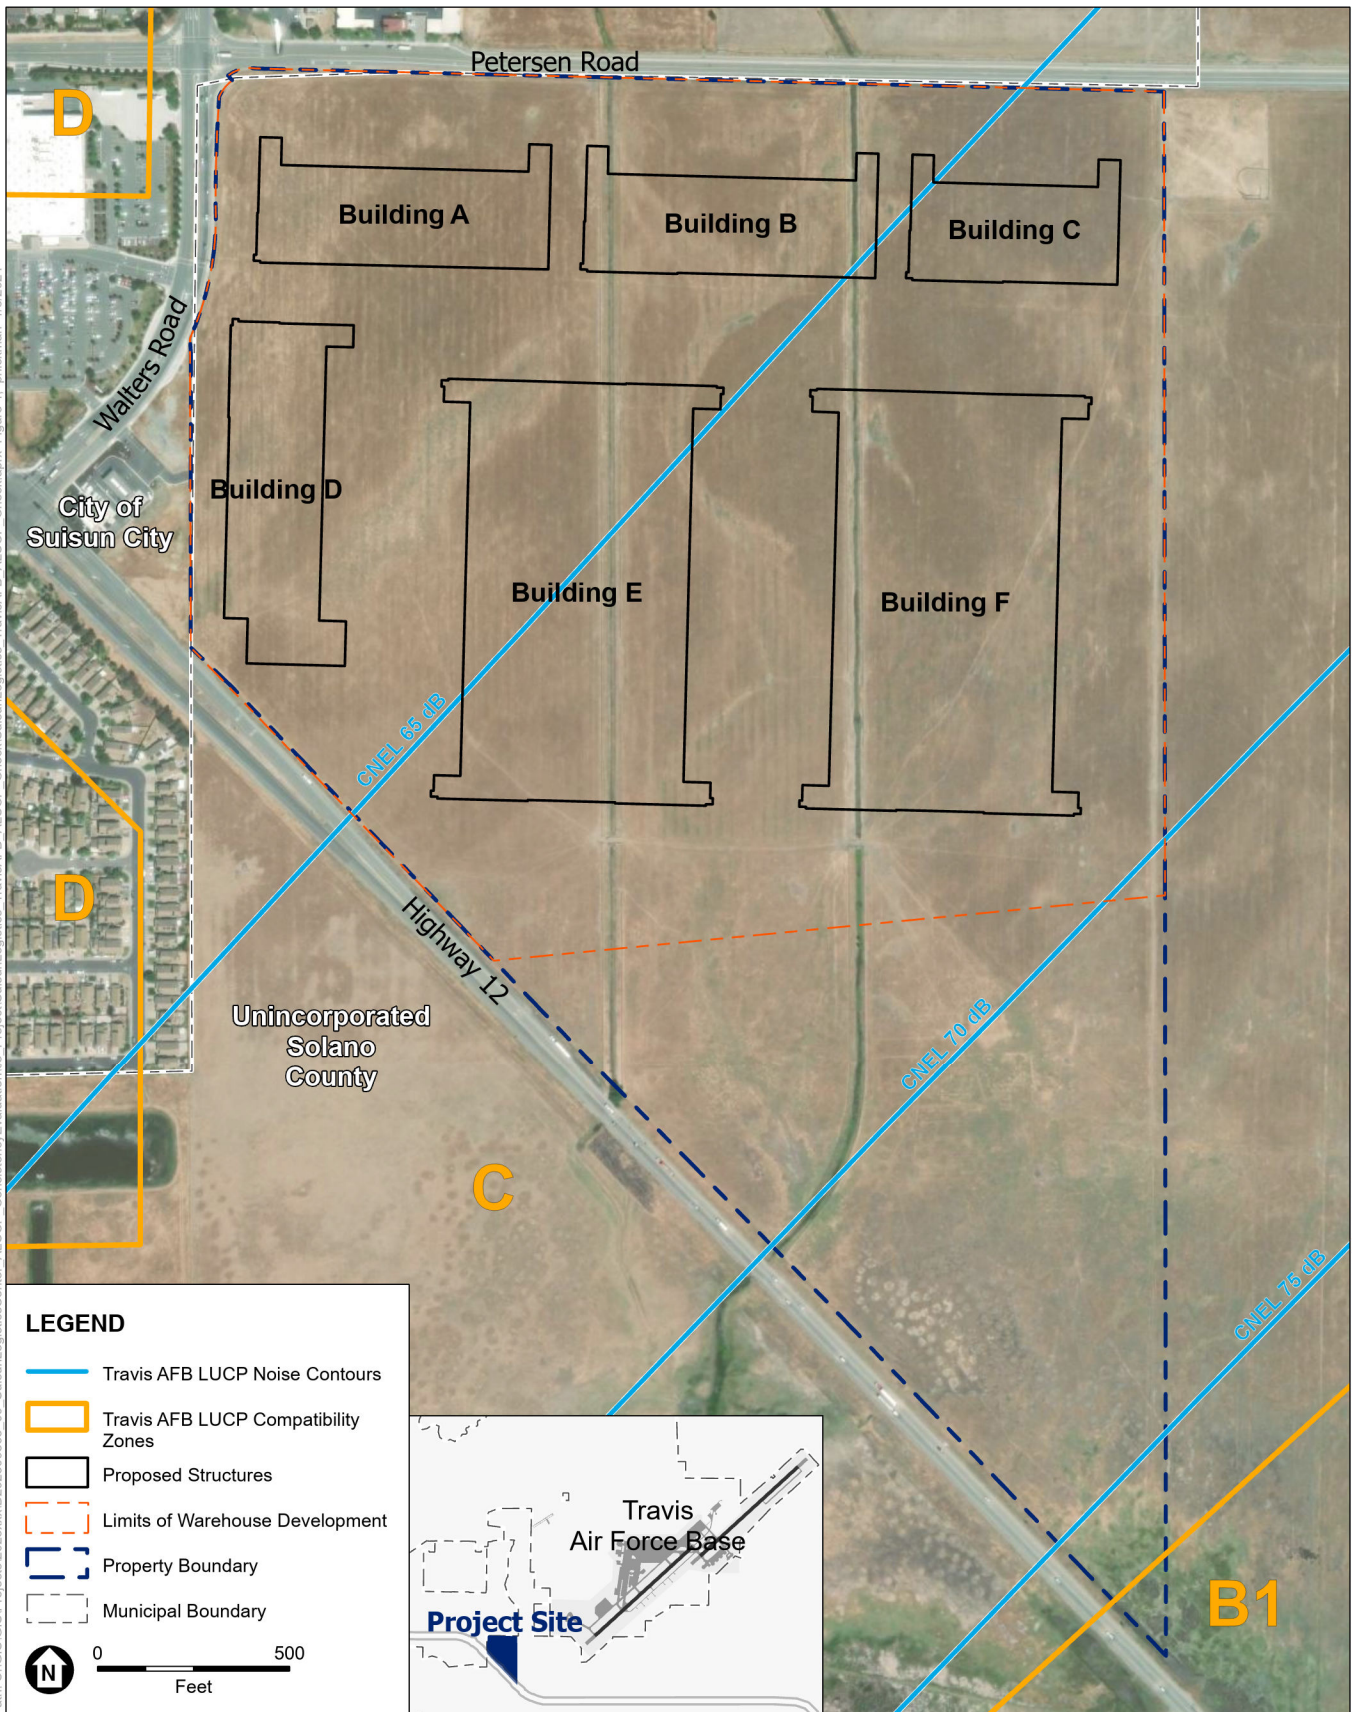 Petersen Road
D
Building A
Building B
Building C
Walters Road
Building D
City of
Suisun City
Building E
Building F
CNEL 65 dB
D
Highway 12
Unincorporated
Solano
County
CNEL 70 dB
C
CNEL 75 dB
B1
LEGEND
Travis AFB LUCP Noise Contours
Travis AFB LUCP Compatibility
Zones
Proposed Structures
Limits of Warehouse Development
Property Boundary
Municipal Boundary
N
0 500
Feet
Travis
Air Force Base
Project Site